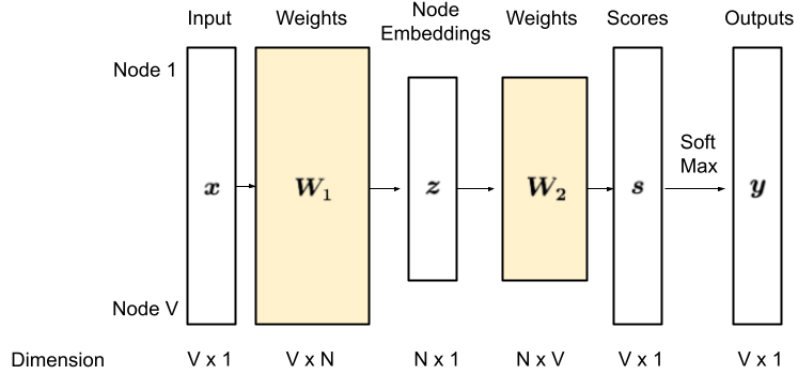 Input
Weights
Node
Embeddings
Weights
Scores
Outputs
Node 1
x
W₁
z
W₂
s
Soft
Max
y
Node V
Dimension
V x 1
V x N
N x 1
N x V
V x 1
V x 1